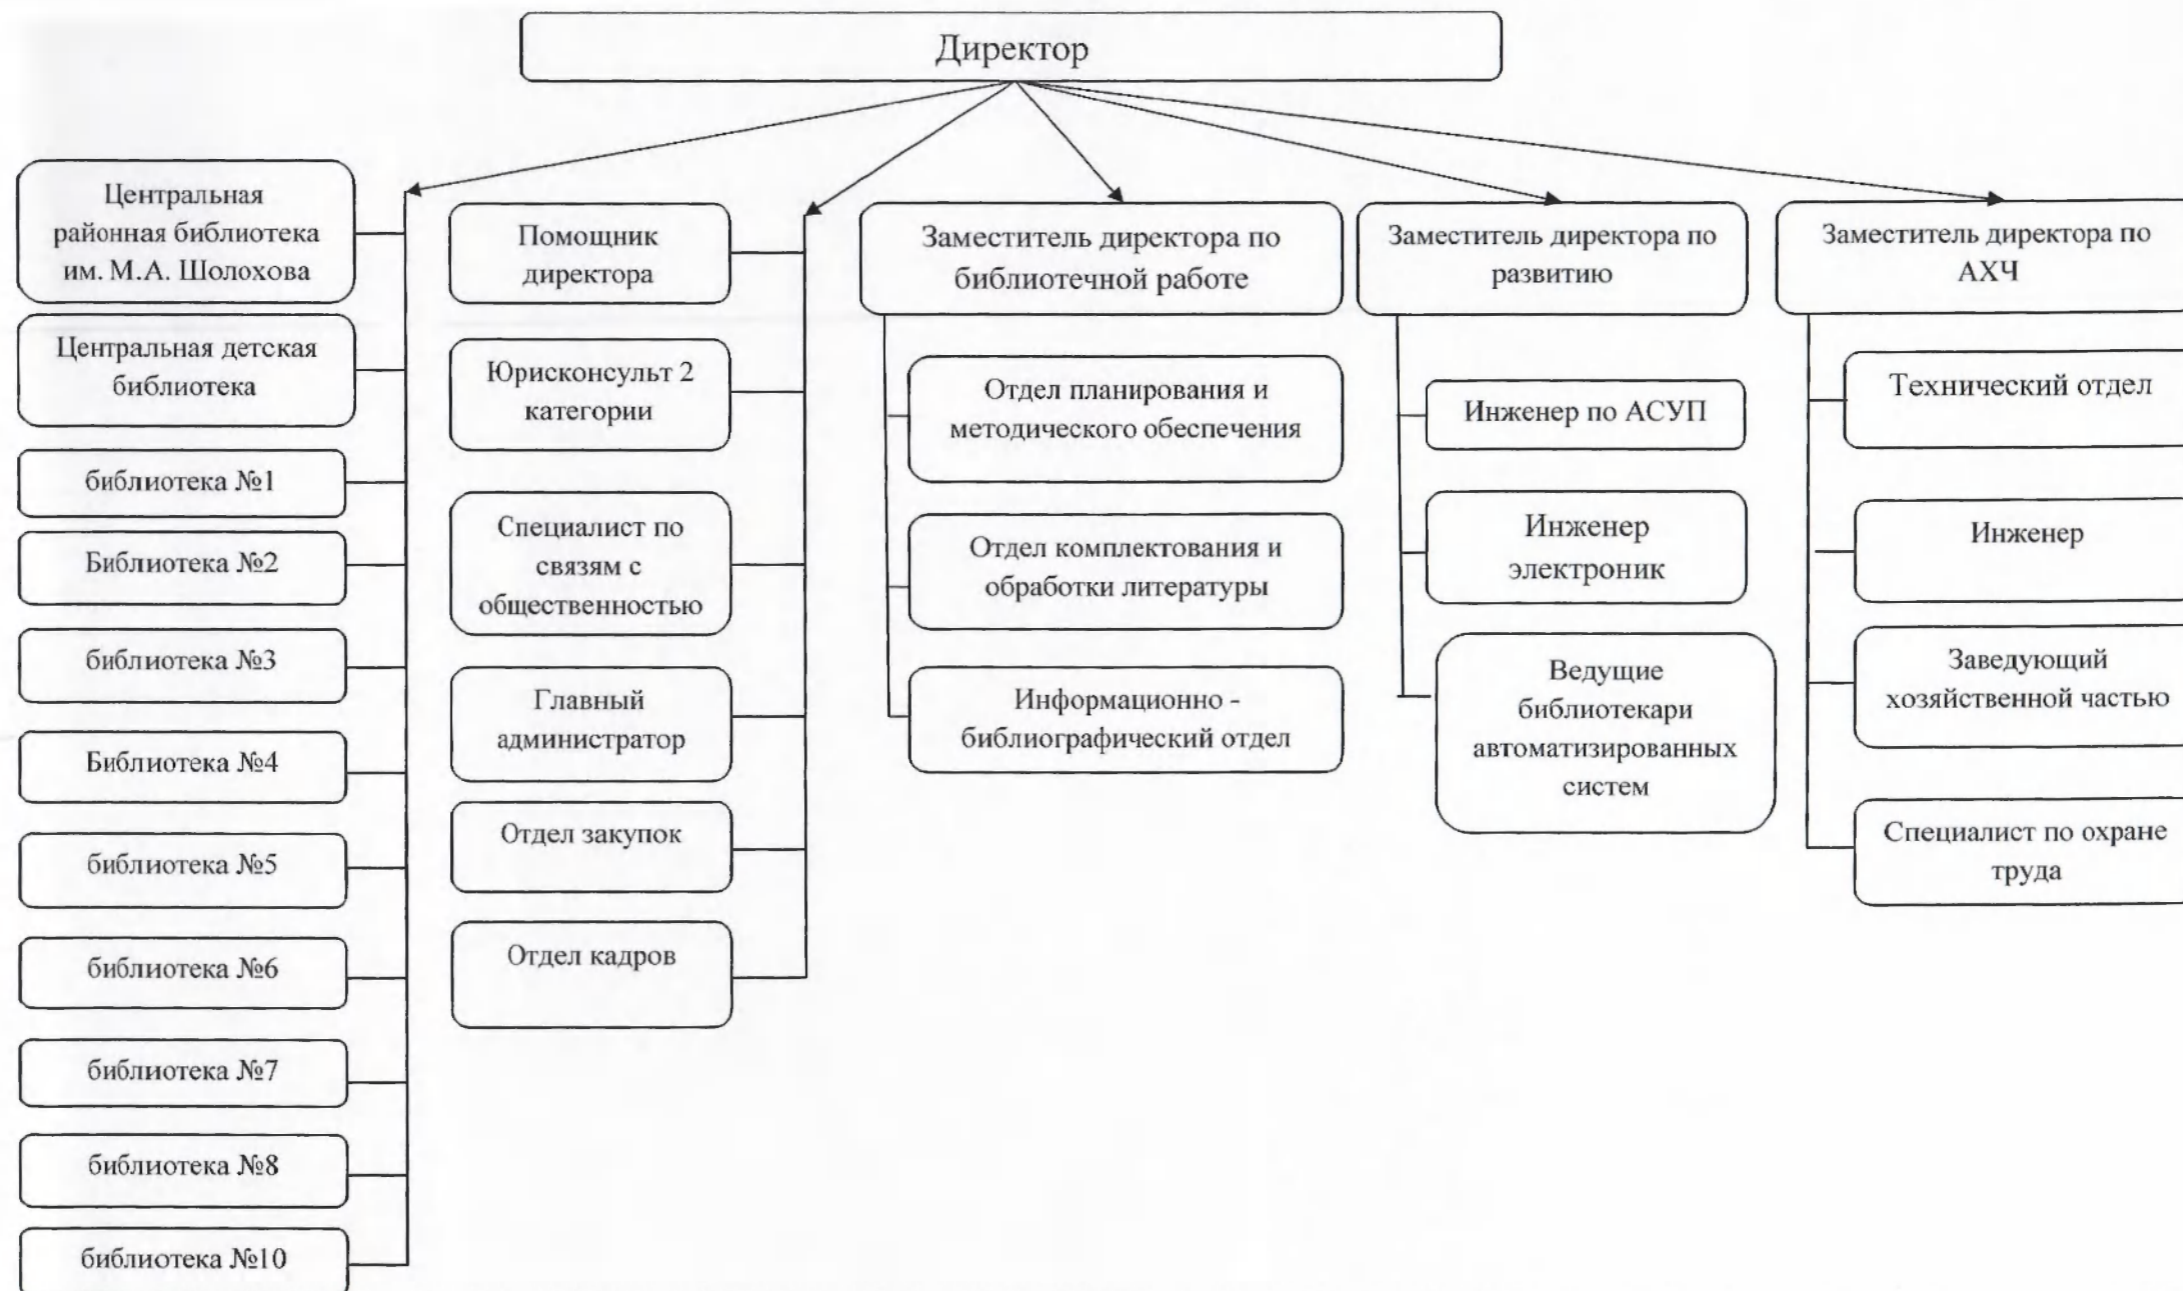 Директор
Центральная
районная библиотека
им. М.А. Шолохова
Центральная детская
библиотека
библиотека №1
Библиотека №2
библиотека №3
Библиотека №4
библиотека №5
библиотека №6
библиотека №7
библиотека №8
библиотека №10
Помощник
директора
Юрисконсульт 2
категории
Специалист по
связям с
общественностью
Главный
администратор
Отдел закупок
Отдел кадров
Заместитель директора по
библиотечной работе
Отдел планирования и
методического обеспечения
Отдел комплектования и
обработки литературы
Информационно -
библиографический отдел
Заместитель директора по
развитию
Инженер по АСУП
Инженер
электроник
Ведущие
библиотекари
автоматизированных
систем
Заместитель директора по
АХЧ
Технический отдел
Инженер
Заведующий
хозяйственной частью
Специалист по охране
труда